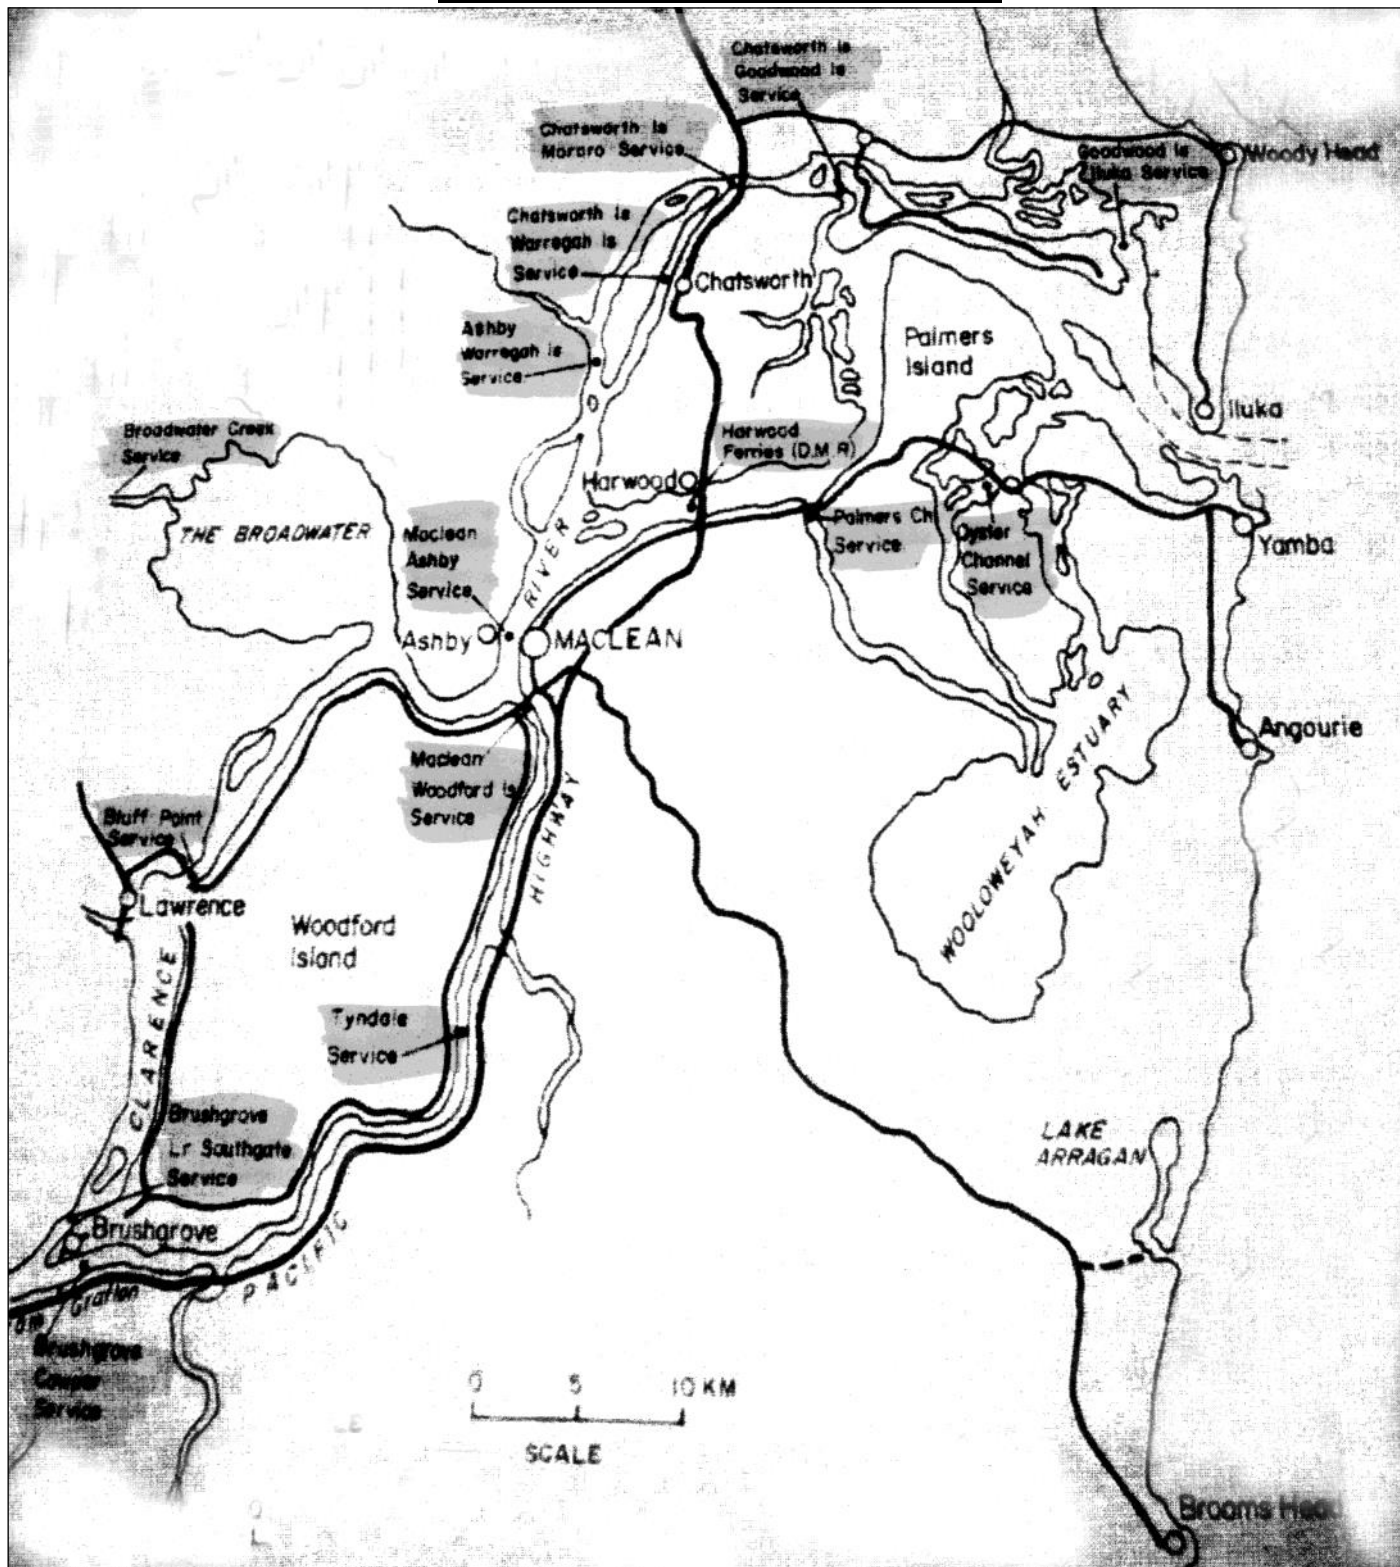 Chatsworth Is
Goodwood Is
Service
Chatsworth Is
Mororo Service
Goodwood Is
Iluka Service
Woody Head
Chatsworth Is
Warregah Is
Service
Chatsworth
Ashby
Warregah Is
Service
Palmers
Island
Iluka
Broadwater Creek
Service
Harwood
Ferries (D.M.R)
Harwood
THE BROADWATER
Maclean
Ashby
Service
RIVER
Palmers Ch
Service
Oyster
Channel
Service
Yamba
Ashby
MACLEAN
Angourie
Maclean
Woodford Is
Service
HIGHWAY
WOOLOWEYAH ESTUARY
Bluff Point
Service
Lawrence
Woodford
Island
CLARENCE
Tyndale
Service
Brushgrove
Lr Southgate
Service
LAKE
ARRAGAN
Brushgrove
PACIFIC
Grafton
Brushgrove
Cowper
Service
0 5 10 KM
SCALE
Brooms Head